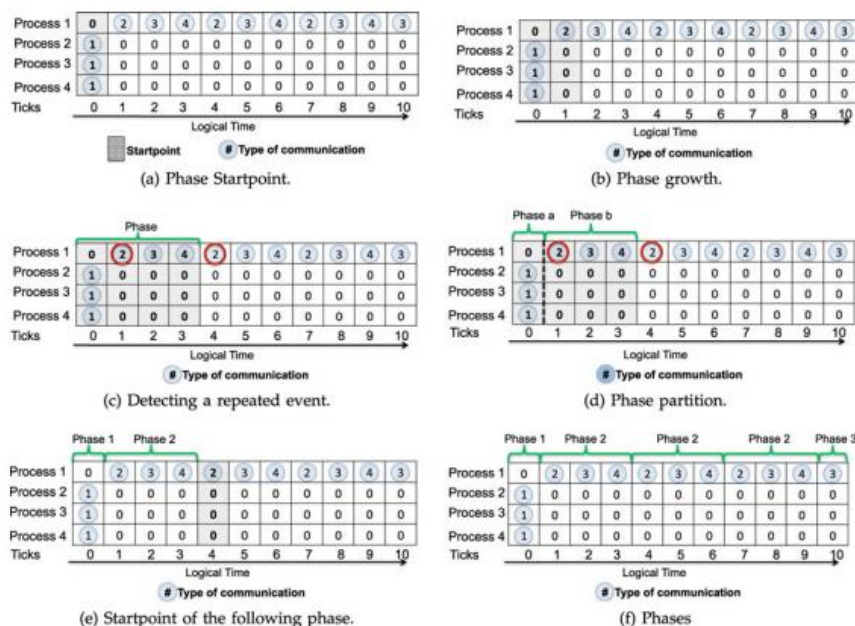 Process 1 0 2 3 4 2 3 4 2 3 4 3
Process 2 1 0 0 0 0 0 0 0 0 0 0
Process 3 1 0 0 0 0 0 0 0 0 0 0
Process 4 1 0 0 0 0 0 0 0 0 0 0
Ticks 0 1 2 3 4 5 6 7 8 9 10
Logical Time
Startpoint # Type of communication
(a) Phase Startpoint.
Process 1 0 2 3 4 2 3 4 2 3 4 3
Process 2 1 0 0 0 0 0 0 0 0 0 0
Process 3 1 0 0 0 0 0 0 0 0 0 0
Process 4 1 0 0 0 0 0 0 0 0 0 0
Ticks 0 1 2 3 4 5 6 7 8 9 10
Logical Time
# Type of communication
(b) Phase growth.
Phase
Process 1 0 2 3 4 2 3 4 2 3 4 3
Process 2 1 0 0 0 0 0 0 0 0 0 0
Process 3 1 0 0 0 0 0 0 0 0 0 0
Process 4 1 0 0 0 0 0 0 0 0 0 0
Ticks 0 1 2 3 4 5 6 7 8 9 10
Logical Time
# Type of communication
(c) Detecting a repeated event.
Phase a Phase b
Process 1 0 2 3 4 2 3 4 2 3 4 3
Process 2 1 0 0 0 0 0 0 0 0 0 0
Process 3 1 0 0 0 0 0 0 0 0 0 0
Process 4 1 0 0 0 0 0 0 0 0 0 0
Ticks 0 1 2 3 4 5 6 7 8 9 10
Logical Time
# Type of communication
(d) Phase partition.
Phase 1 Phase 2
Process 1 0 2 3 4 2 3 4 2 3 4 3
Process 2 1 0 0 0 0 0 0 0 0 0 0
Process 3 1 0 0 0 0 0 0 0 0 0 0
Process 4 1 0 0 0 0 0 0 0 0 0 0
Ticks 0 1 2 3 4 5 6 7 8 9 10
Logical Time
# Type of communication
(e) Startpoint of the following phase.
Phase 1 Phase 2 Phase 2 Phase 2 Phase 3
Process 1 0 2 3 4 2 3 4 2 3 4 3
Process 2 1 0 0 0 0 0 0 0 0 0 0
Process 3 1 0 0 0 0 0 0 0 0 0 0
Process 4 1 0 0 0 0 0 0 0 0 0 0
Ticks 0 1 2 3 4 5 6 7 8 9 10
Logical Time
# Type of communication
(f) Phases